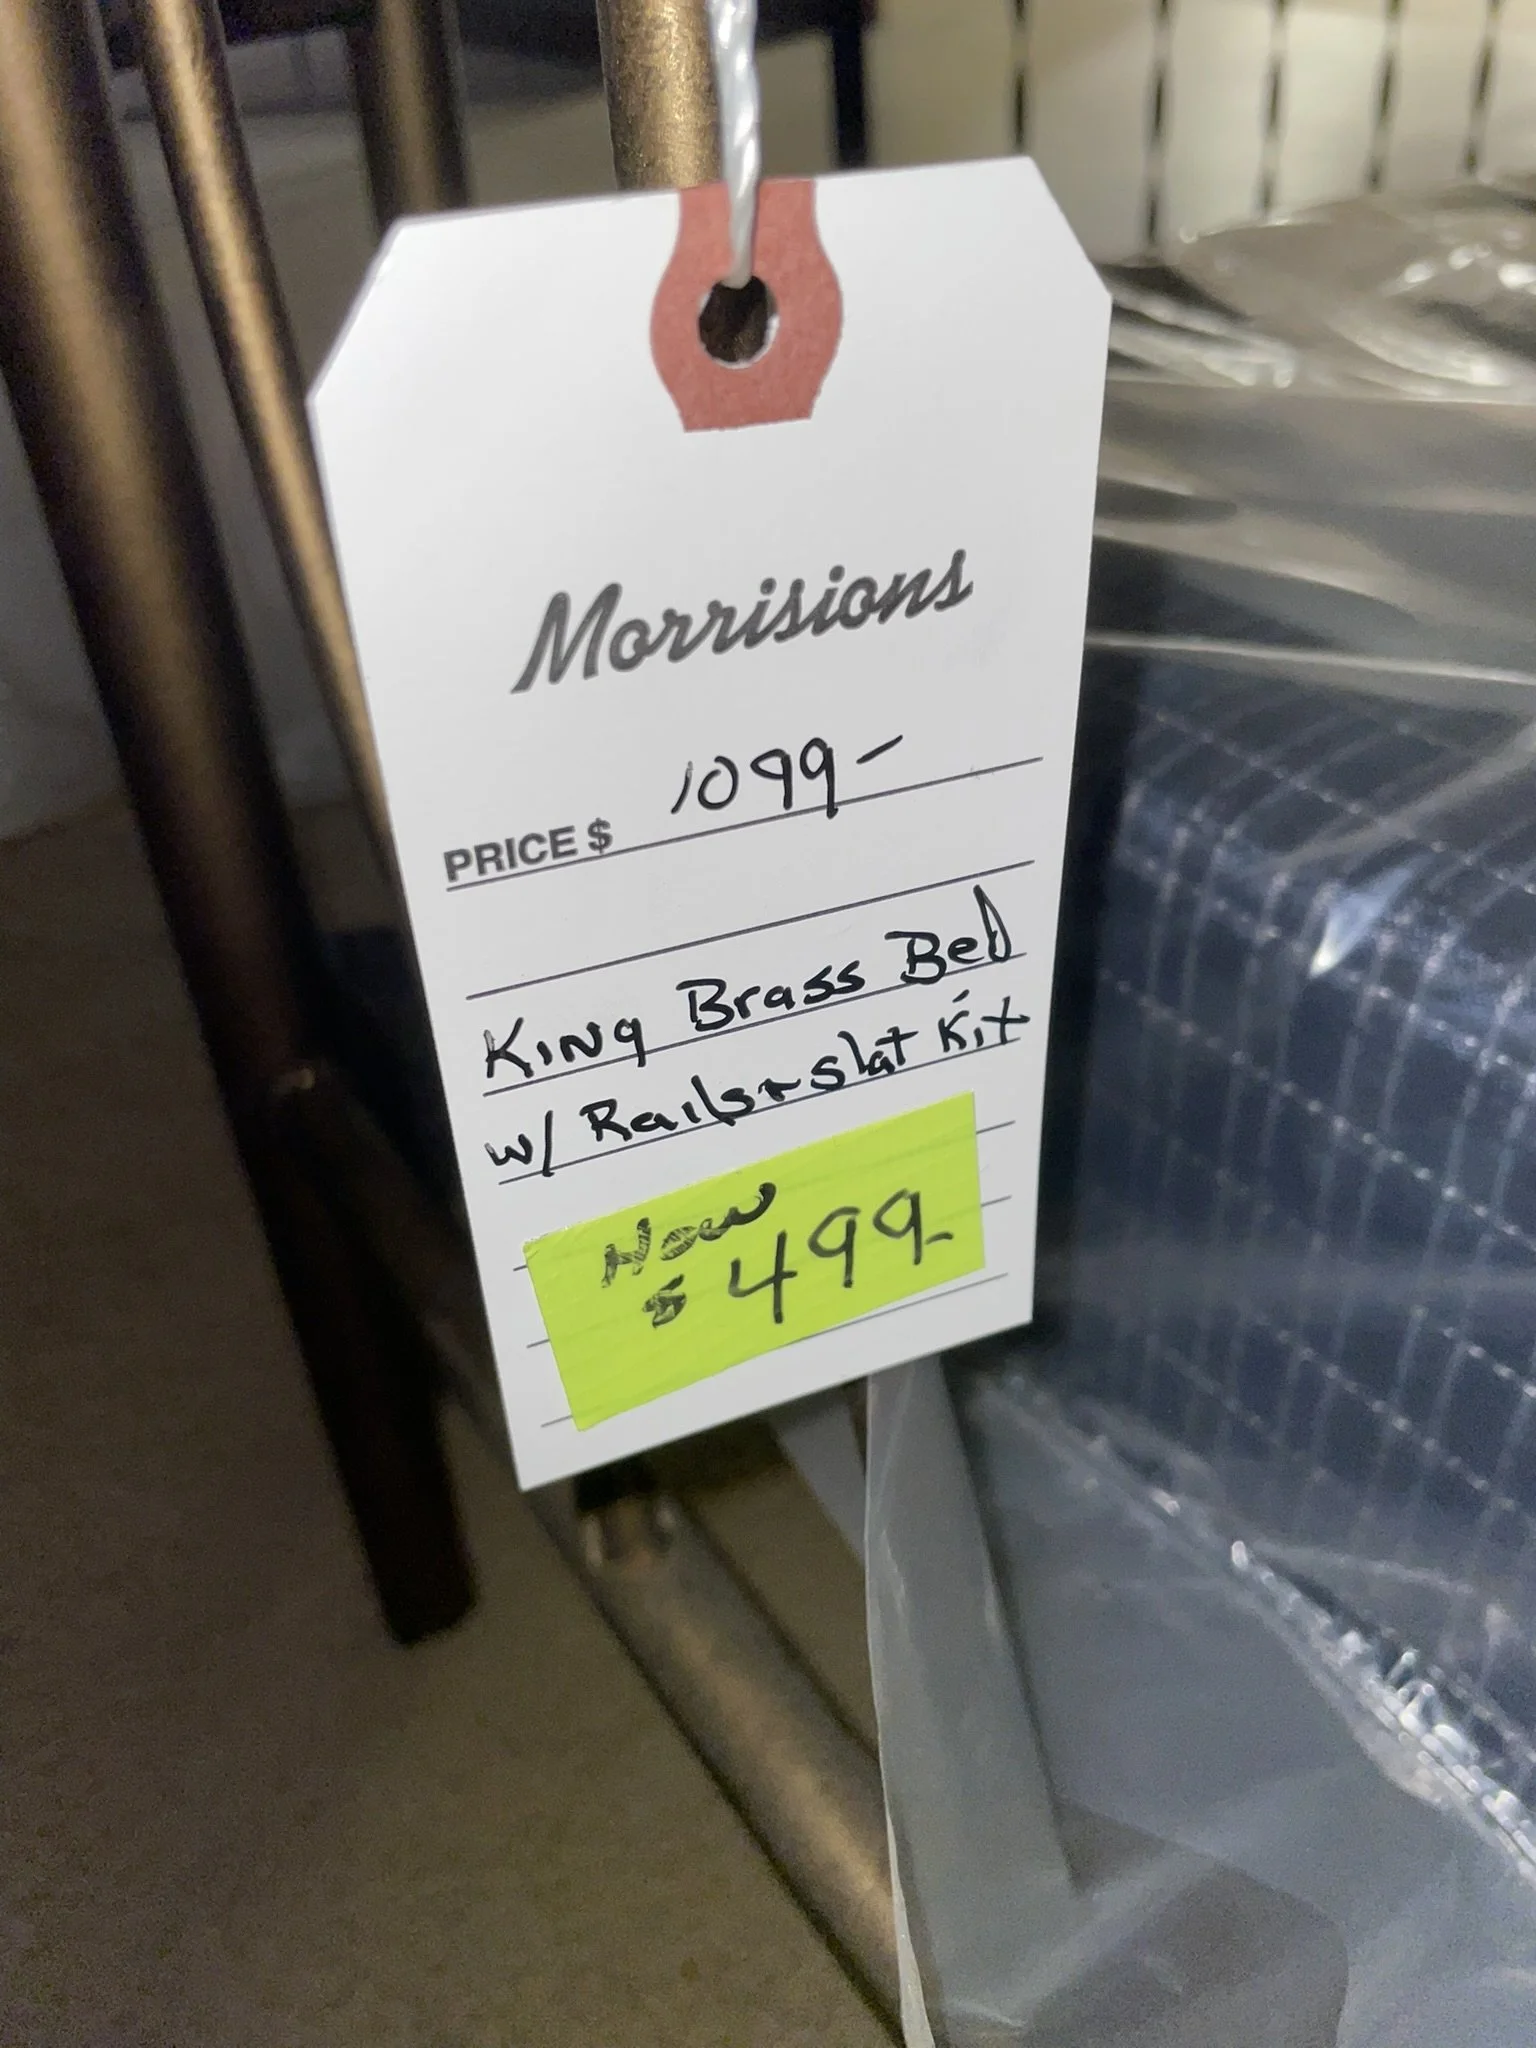 Morrisions
PRICE $ 1099-
King Brass Bed
w/ Rails + Slat Kit
Now
$ 499-